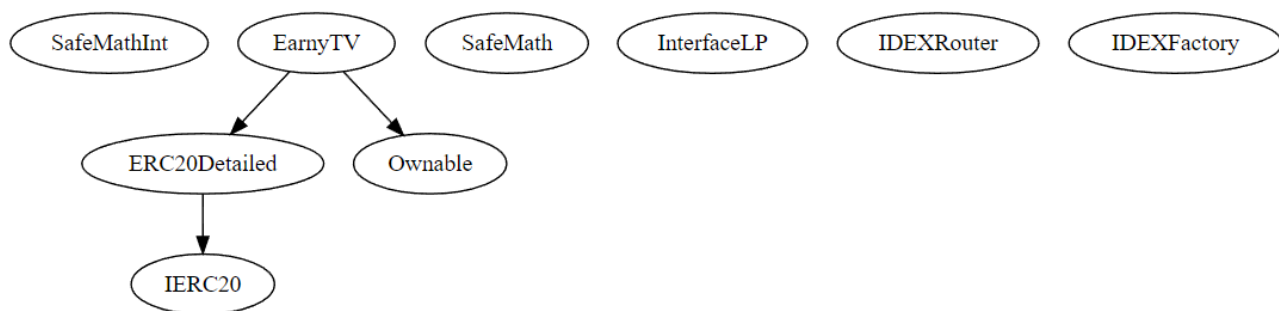 SafeMathInt
EarnyTV
SafeMath
InterfaceLP
IDEXRouter
IDEXFactory
ERC20Detailed
Ownable
IERC20